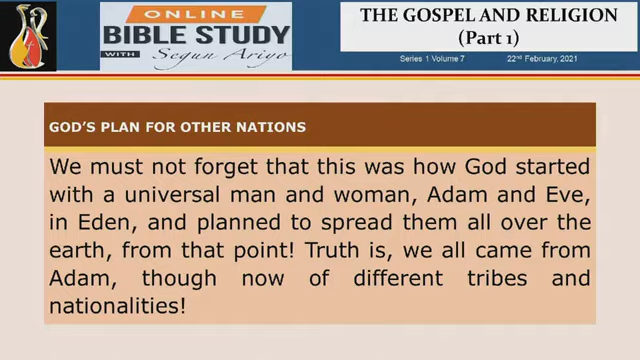 ONLINE
BIBLE STUDY
WITH Segun Ariyo
THE GOSPEL AND RELIGION
(Part 1)
Series 1 Volume 7 22nd February, 2021
GOD'S PLAN FOR OTHER NATIONS
We must not forget that this was how God started
with a universal man and woman, Adam and Eve,
in Eden, and planned to spread them all over the
earth, from that point! Truth is, we all came from
Adam, though now of different tribes and
nationalities!